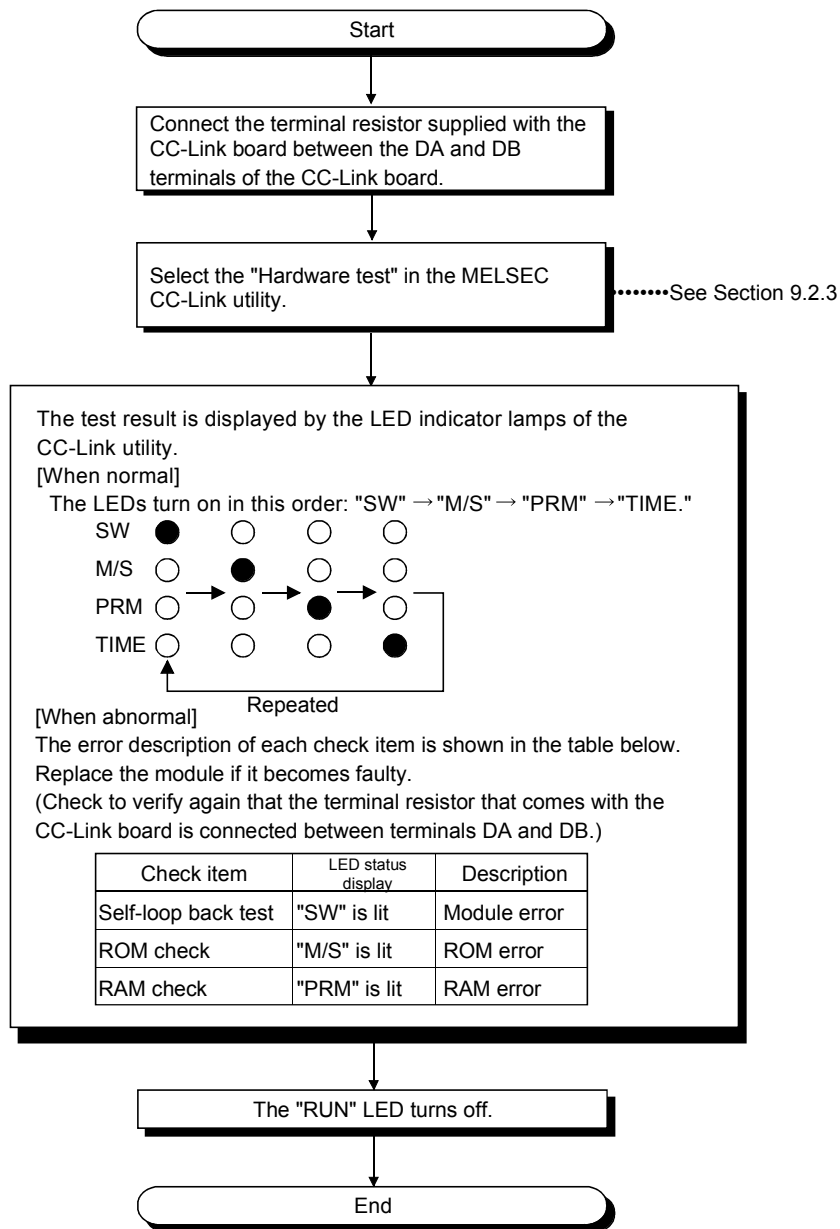 Start
Connect the terminal resistor supplied with the
CC-Link board between the DA and DB
terminals of the CC-Link board.
Select the "Hardware test" in the MELSEC
CC-Link utility.
••••••••See Section 9.2.3
The test result is displayed by the LED indicator lamps of the
CC-Link utility.
[When normal]
The LEDs turn on in this order: "SW" → "M/S" → "PRM" → "TIME."
SW
M/S
PRM
TIME
Repeated
[When abnormal]
The error description of each check item is shown in the table below.
Replace the module if it becomes faulty.
(Check to verify again that the terminal resistor that comes with the
CC-Link board is connected between terminals DA and DB.)
Check item LED status display Description
Self-loop back test "SW" is lit Module error
ROM check "M/S" is lit ROM error
RAM check "PRM" is lit RAM error
The "RUN" LED turns off.
End